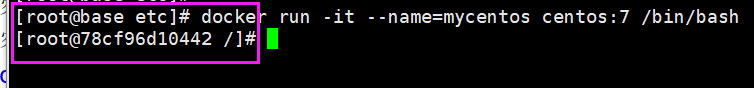 [root@base etc]# docker run -it --name=mycentos centos:7 /bin/bash
[root@78cf96d10442 /]#